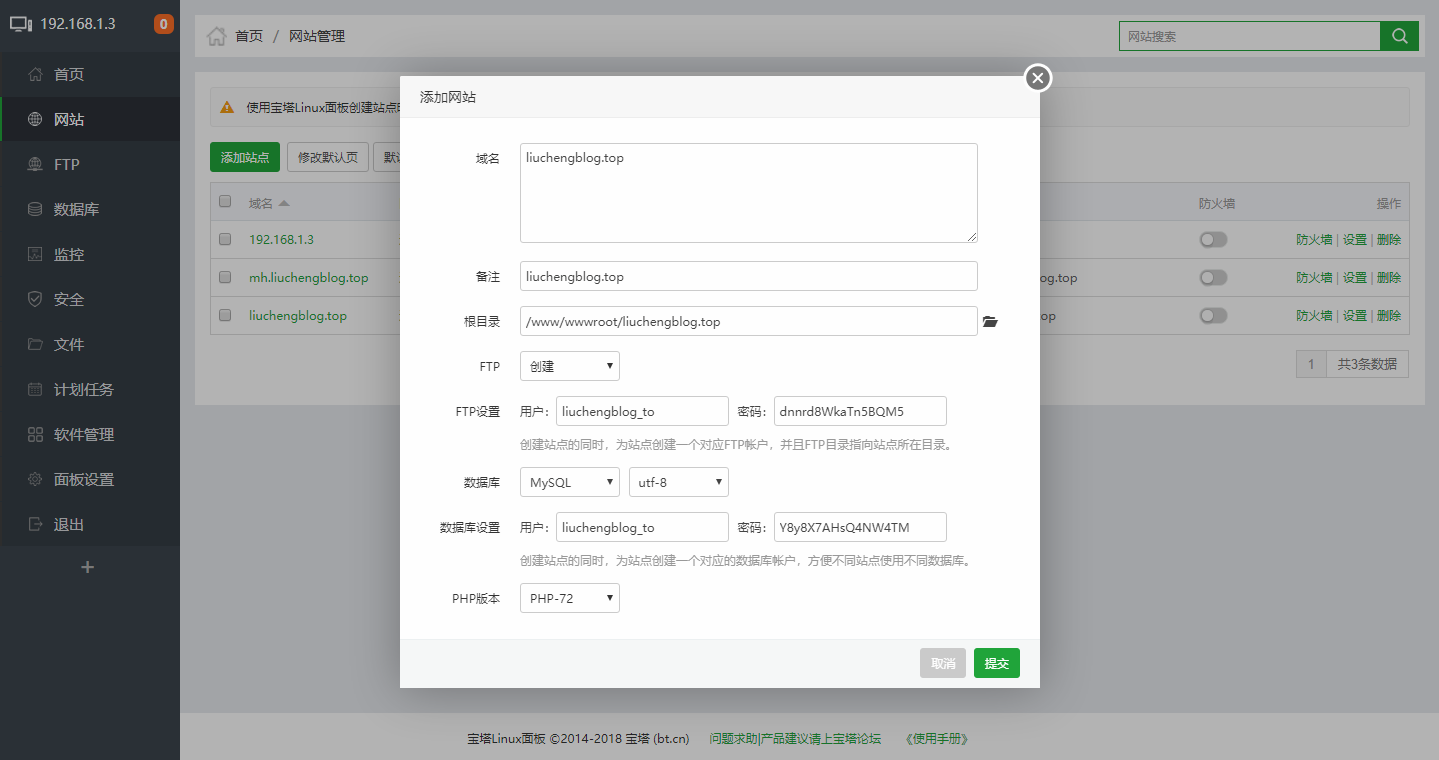 192.168.1.3 0
首页
网站
FTP
数据库
监控
安全
文件
计划任务
软件管理
面板设置
退出
+
首页 / 网站管理
网站搜索
使用宝塔Linux面板创建站点
添加站点 修改默认页
域名 防火墙 操作
192.168.1.3 防火墙 | 设置 | 删除
mh.liuchengblog.top og.top 防火墙 | 设置 | 删除
liuchengblog.top op 防火墙 | 设置 | 删除
1 共3条数据
添加网站
域名 liuchengblog.top
备注 liuchengblog.top
根目录 /www/wwwroot/liuchengblog.top
FTP 创建
FTP设置 用户: liuchengblog_to 密码: dnnrd8WkaTn5BQM5
创建站点的同时，为站点创建一个对应FTP帐户，并且FTP目录指向站点所在目录。
数据库 MySQL utf-8
数据库设置 用户: liuchengblog_to 密码: Y8y8X7AHsQ4NW4TM
创建站点的同时，为站点创建一个对应的数据库帐户，方便不同站点使用不同数据库。
PHP版本 PHP-72
取消 提交
宝塔Linux面板 ©2014-2018 宝塔 (bt.cn) 问题求助|产品建议请上宝塔论坛 《使用手册》